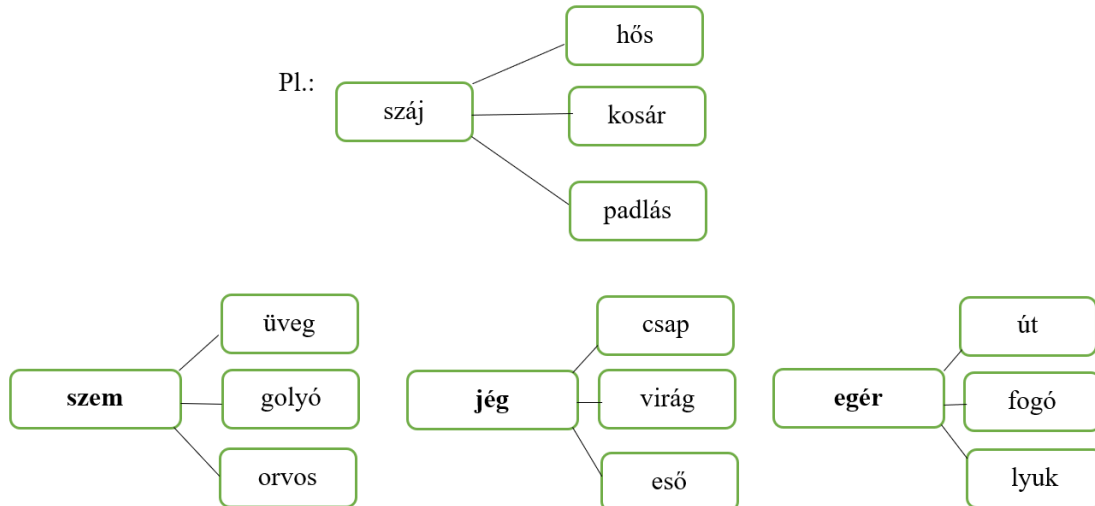 Pl.:
száj
hős
kosár
padlás
szem
üveg
golyó
orvos
jég
csap
virág
eső
egér
út
fogó
lyuk